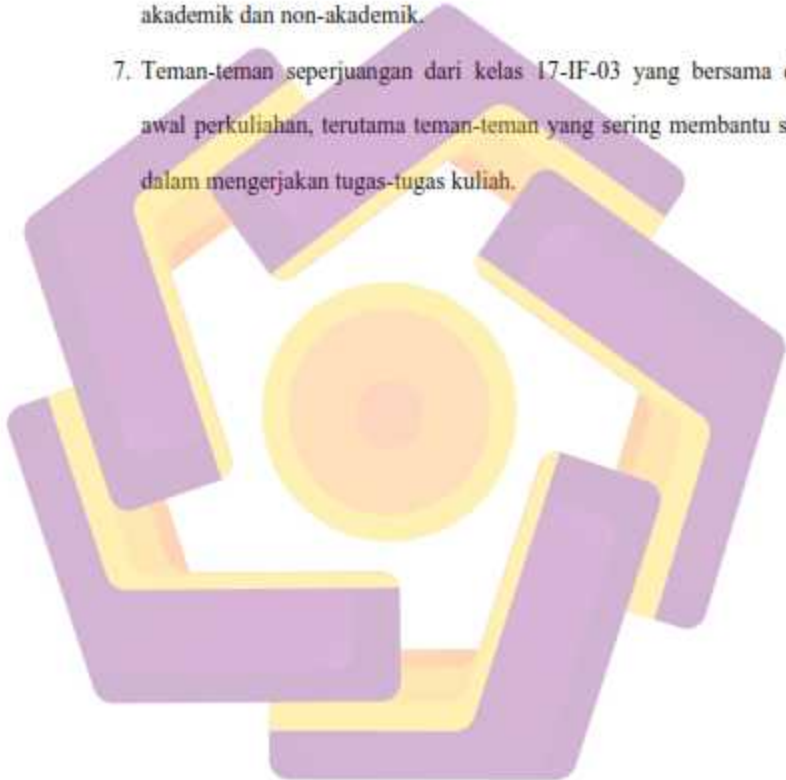 akademik dan non-akademik.
7. Teman-teman seperjuangan dari kelas 17-IF-03 yang bersama
awal perkuliahan, terutama teman-teman yang sering membantu
dalam mengerjakan tugas-tugas kuliah.